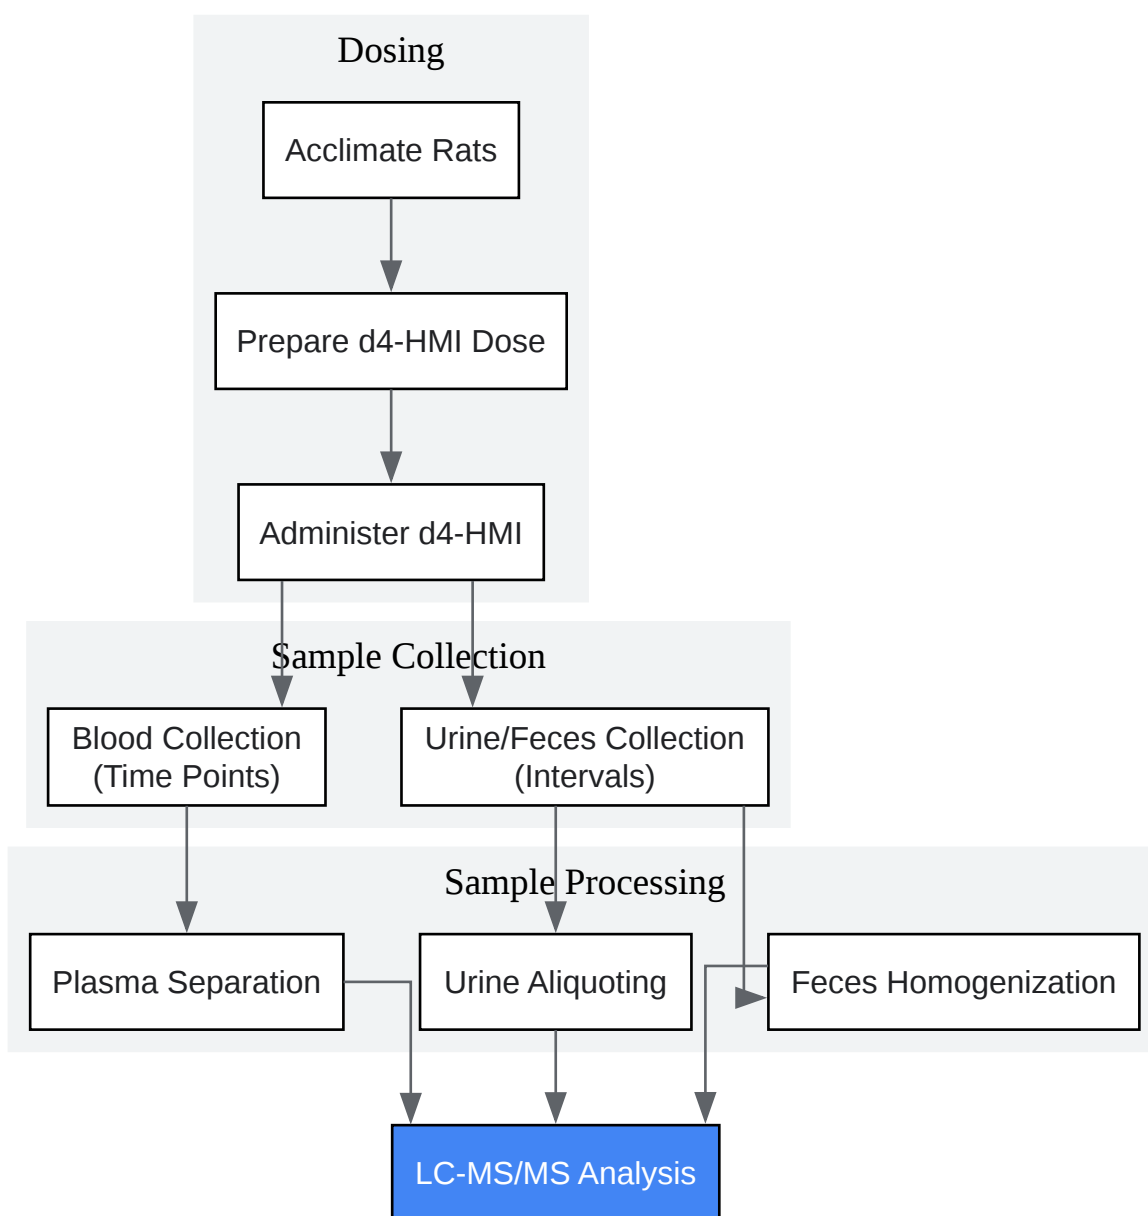 Dosing
Acclimate Rats
Prepare d4-HMI Dose
Administer d4-HMI
Sample Collection
Blood Collection
(Time Points)
Urine/Feces Collection
(Intervals)
Sample Processing
Plasma Separation
Urine Aliquoting
Feces Homogenization
LC-MS/MS Analysis